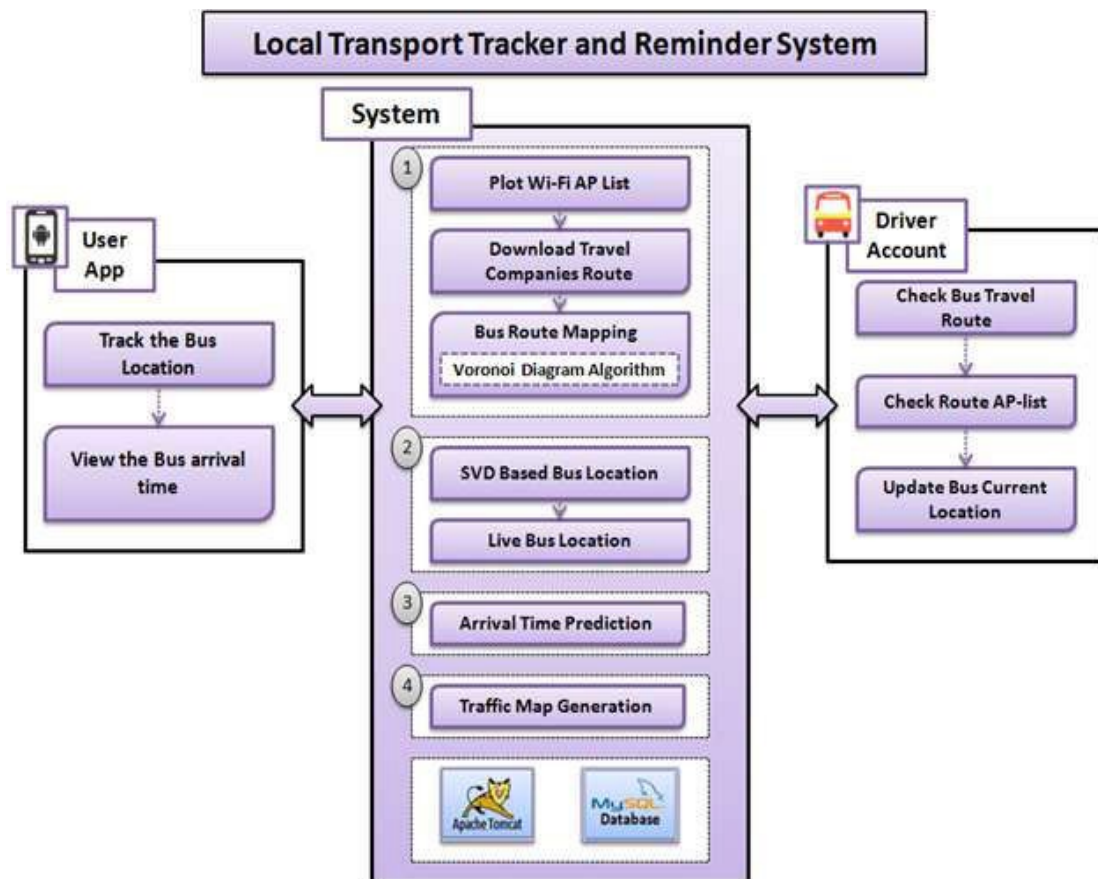 Local Transport Tracker and Reminder System
System
1
Plot Wi-Fi AP List
Download Travel
Companies Route
Bus Route Mapping
Voronoi Diagram Algorithm
2
SVD Based Bus Location
Live Bus Location
3
Arrival Time Prediction
4
Traffic Map Generation
Apache Tomcat
MySQL
Database
User
App
Track the Bus
Location
View the Bus arrival
time
Driver
Account
Check Bus Travel
Route
Check Route AP-list
Update Bus Current
Location